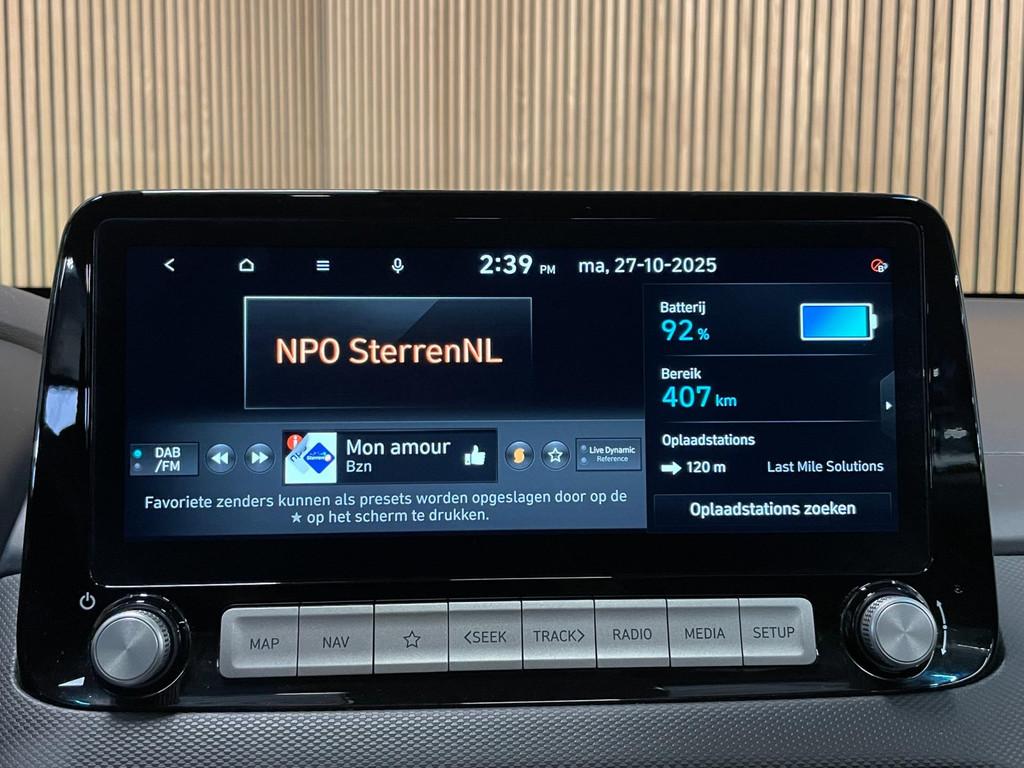 2:39 PM ma, 27-10-2025
NPO SterrenNL
DAB
/FM
Mon amour
Bzn
Live Dynamic
Reference
Favoriete zenders kunnen als presets worden opgeslagen door op de
★ op het scherm te drukken.
Batterij
92 %
Bereik
407 km
Oplaadstations
120 m Last Mile Solutions
Oplaadstations zoeken
MAP NAV <SEEK TRACK> RADIO MEDIA SETUP